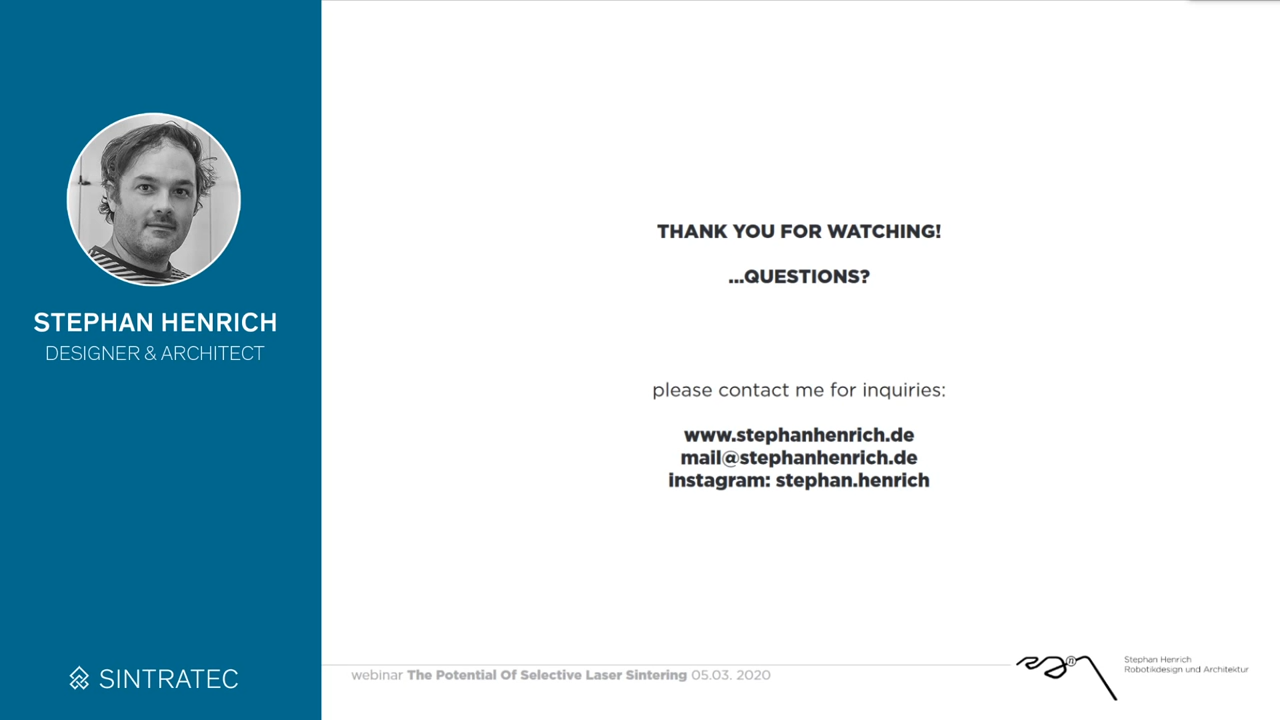 STEPHAN HENRICH
DESIGNER & ARCHITECT
SINTRATEC
THANK YOU FOR WATCHING!
...QUESTIONS?
please contact me for inquiries:
www.stephanhenrich.de
mail@stephanhenrich.de
instagram: stephan.henrich
webinar The Potential Of Selective Laser Sintering 05.03. 2020
Stephan Henrich
Robotikdesign und Architektur